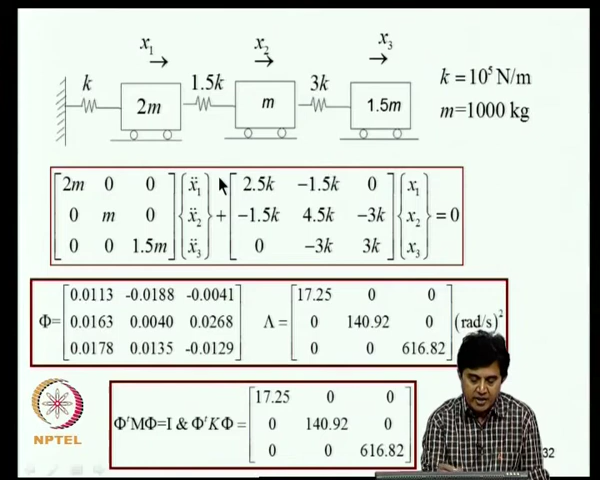 x₁ x₂ x₃
k 1.5k 3k
2m m 1.5m
k =10⁵ N/m
m=1000 kg
[2m 0 0; 0 m 0; 0 0 1.5m] {ẍ₁; ẍ₂; ẍ₃} + [2.5k −1.5k 0; −1.5k 4.5k −3k; 0 −3k 3k] {x₁; x₂; x₃} = 0
Φ= [0.0113 -0.0188 -0.0041; 0.0163 0.0040 0.0268; 0.0178 0.0135 -0.0129] Λ = [17.25 0 0; 0 140.92 0; 0 0 616.82] (rad/s)²
ΦᵗMΦ=I & ΦᵗKΦ = [17.25 0 0; 0 140.92 0; 0 0 616.82]
NPTEL
32